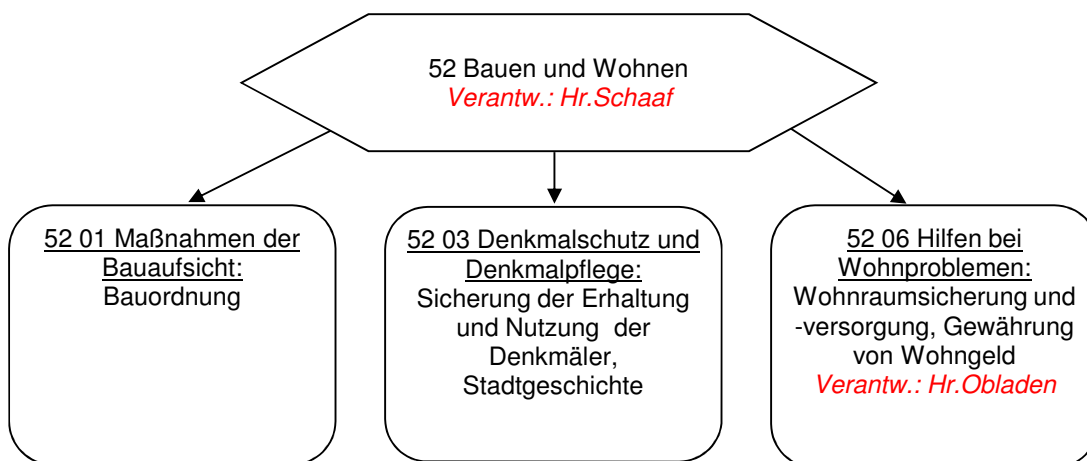 52 Bauen und Wohnen
Verantw.: Hr.Schaaf
52 01 Maßnahmen der
Bauaufsicht:
Bauordnung
52 03 Denkmalschutz und
Denkmalpflege:
Sicherung der Erhaltung
und Nutzung der
Denkmäler,
Stadtgeschichte
52 06 Hilfen bei
Wohnproblemen:
Wohnraumsicherung und
-versorgung, Gewährung
von Wohngeld
Verantw.: Hr.Obladen